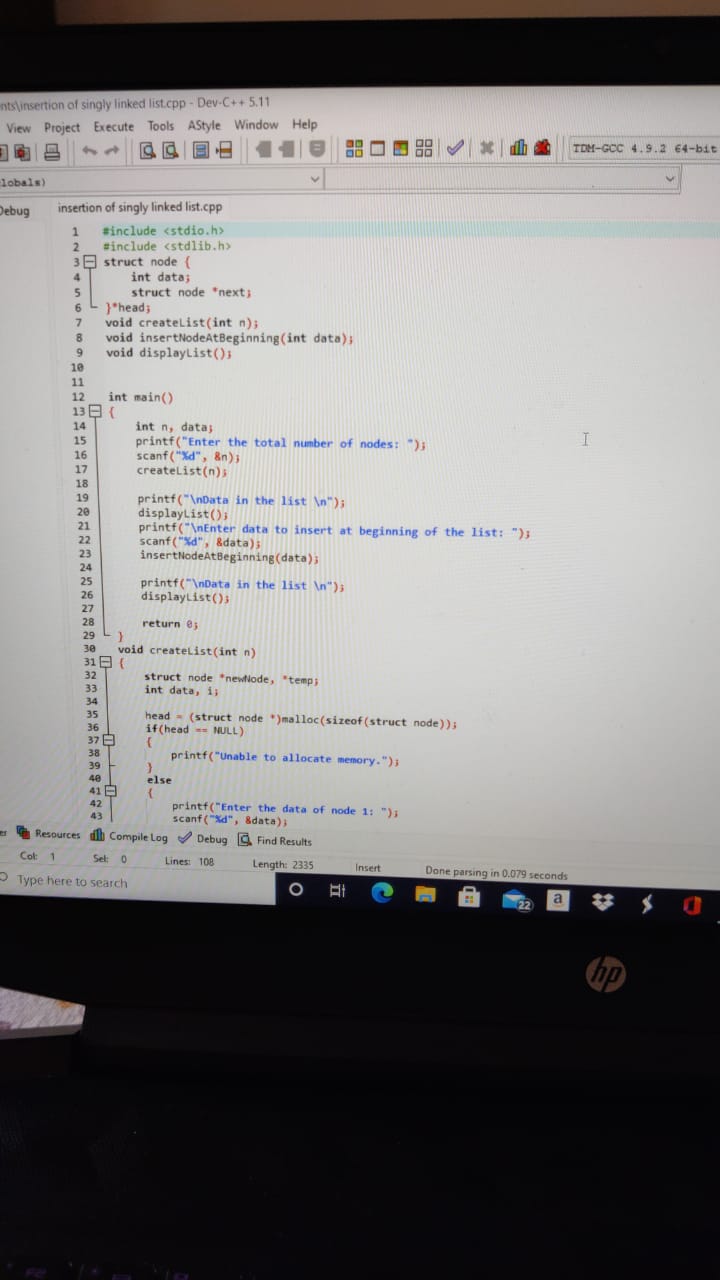 nts\insertion of singly linked list.cpp - Dev-C++ 5.11
View Project Execute Tools AStyle Window Help
TDM-GCC 4.9.2 64-bit
lobals)
Debug insertion of singly linked list.cpp
1 #include <stdio.h>
2 #include <stdlib.h>
3 struct node {
4 int data;
5 struct node *next;
6 }*head;
7 void createList(int n);
8 void insertNodeAtBeginning(int data);
9 void displayList();
10
11
12 int main()
13 {
14 int n, data;
15 printf("Enter the total number of nodes: ");
16 scanf("%d", &n);
17 createList(n);
18
19 printf("\nData in the list \n");
20 displayList();
21 printf("\nEnter data to insert at beginning of the list: ");
22 scanf("%d", &data);
23 insertNodeAtBeginning(data);
24
25 printf("\nData in the list \n");
26 displayList();
27
28 return 0;
29 }
30 void createList(int n)
31 {
32 struct node *newNode, *temp;
33 int data, i;
34
35 head = (struct node *)malloc(sizeof(struct node));
36 if(head == NULL)
37 {
38 printf("Unable to allocate memory.");
39 }
40 else
41 {
42 printf("Enter the data of node 1: ");
43 scanf("%d", &data);
er Resources Compile Log Debug Find Results
Col: 1 Sel: 0 Lines: 108 Length: 2335 Insert Done parsing in 0.079 seconds
Type here to search
22
a
hp